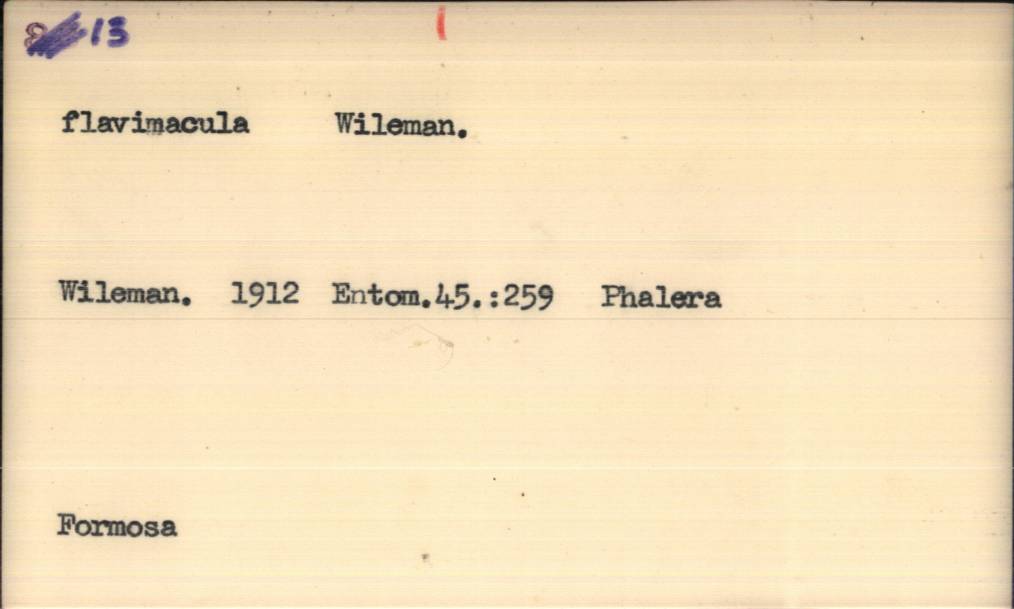 13
flavimacula Wileman.
Wileman. 1912 Entom.45.:259 Phalera
Formosa